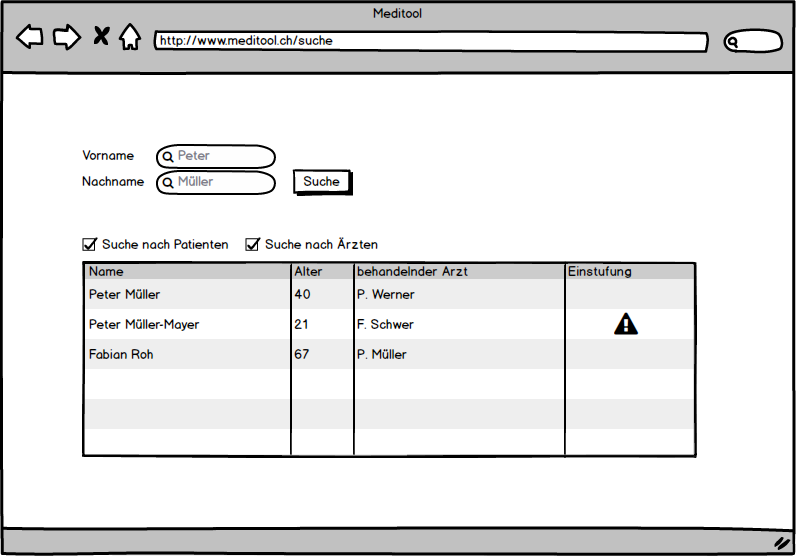 Meditool
http://www.meditool.ch/suche
Vorname Peter
Nachname Müller Suche
Suche nach Patienten Suche nach Ärzten
Name Alter behandelnder Arzt Einstufung
Peter Müller 40 P. Werner
Peter Müller-Mayer 21 F. Schwer
Fabian Roh 67 P. Müller